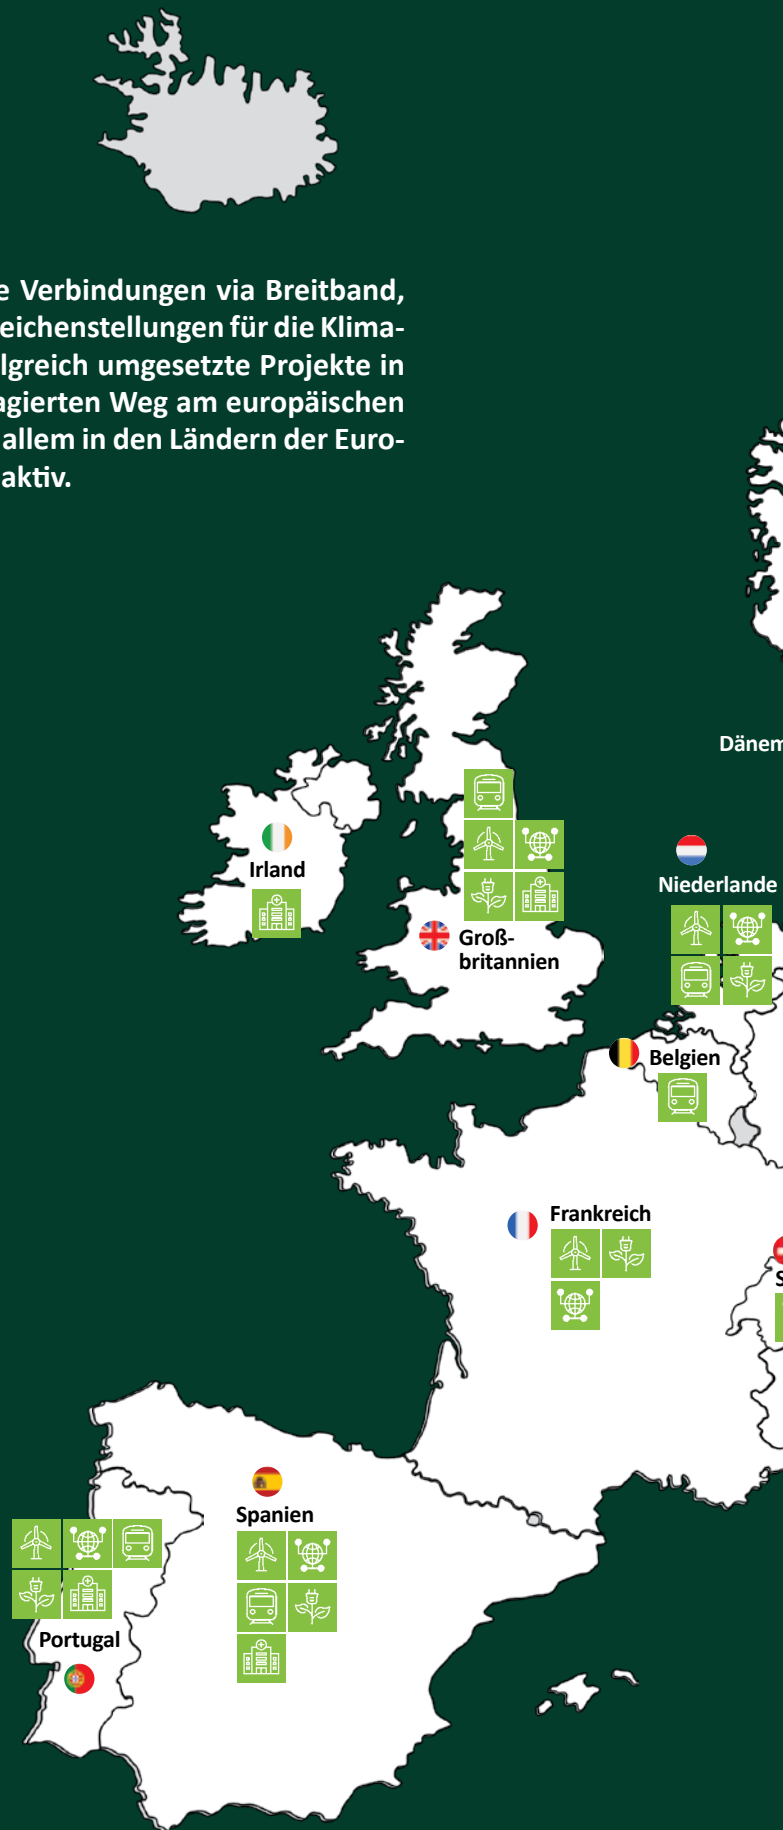 e Verbindungen via Breitband,
eichenstellungen für die Klima-
lgreich umgesetzte Projekte in
agierten Weg am europäischen
allem in den Ländern der Euro-
aktiv.
Dänem
Irland
Niederlande
Groß-
britannien
Belgien
Frankreich
S
Spanien
Portugal